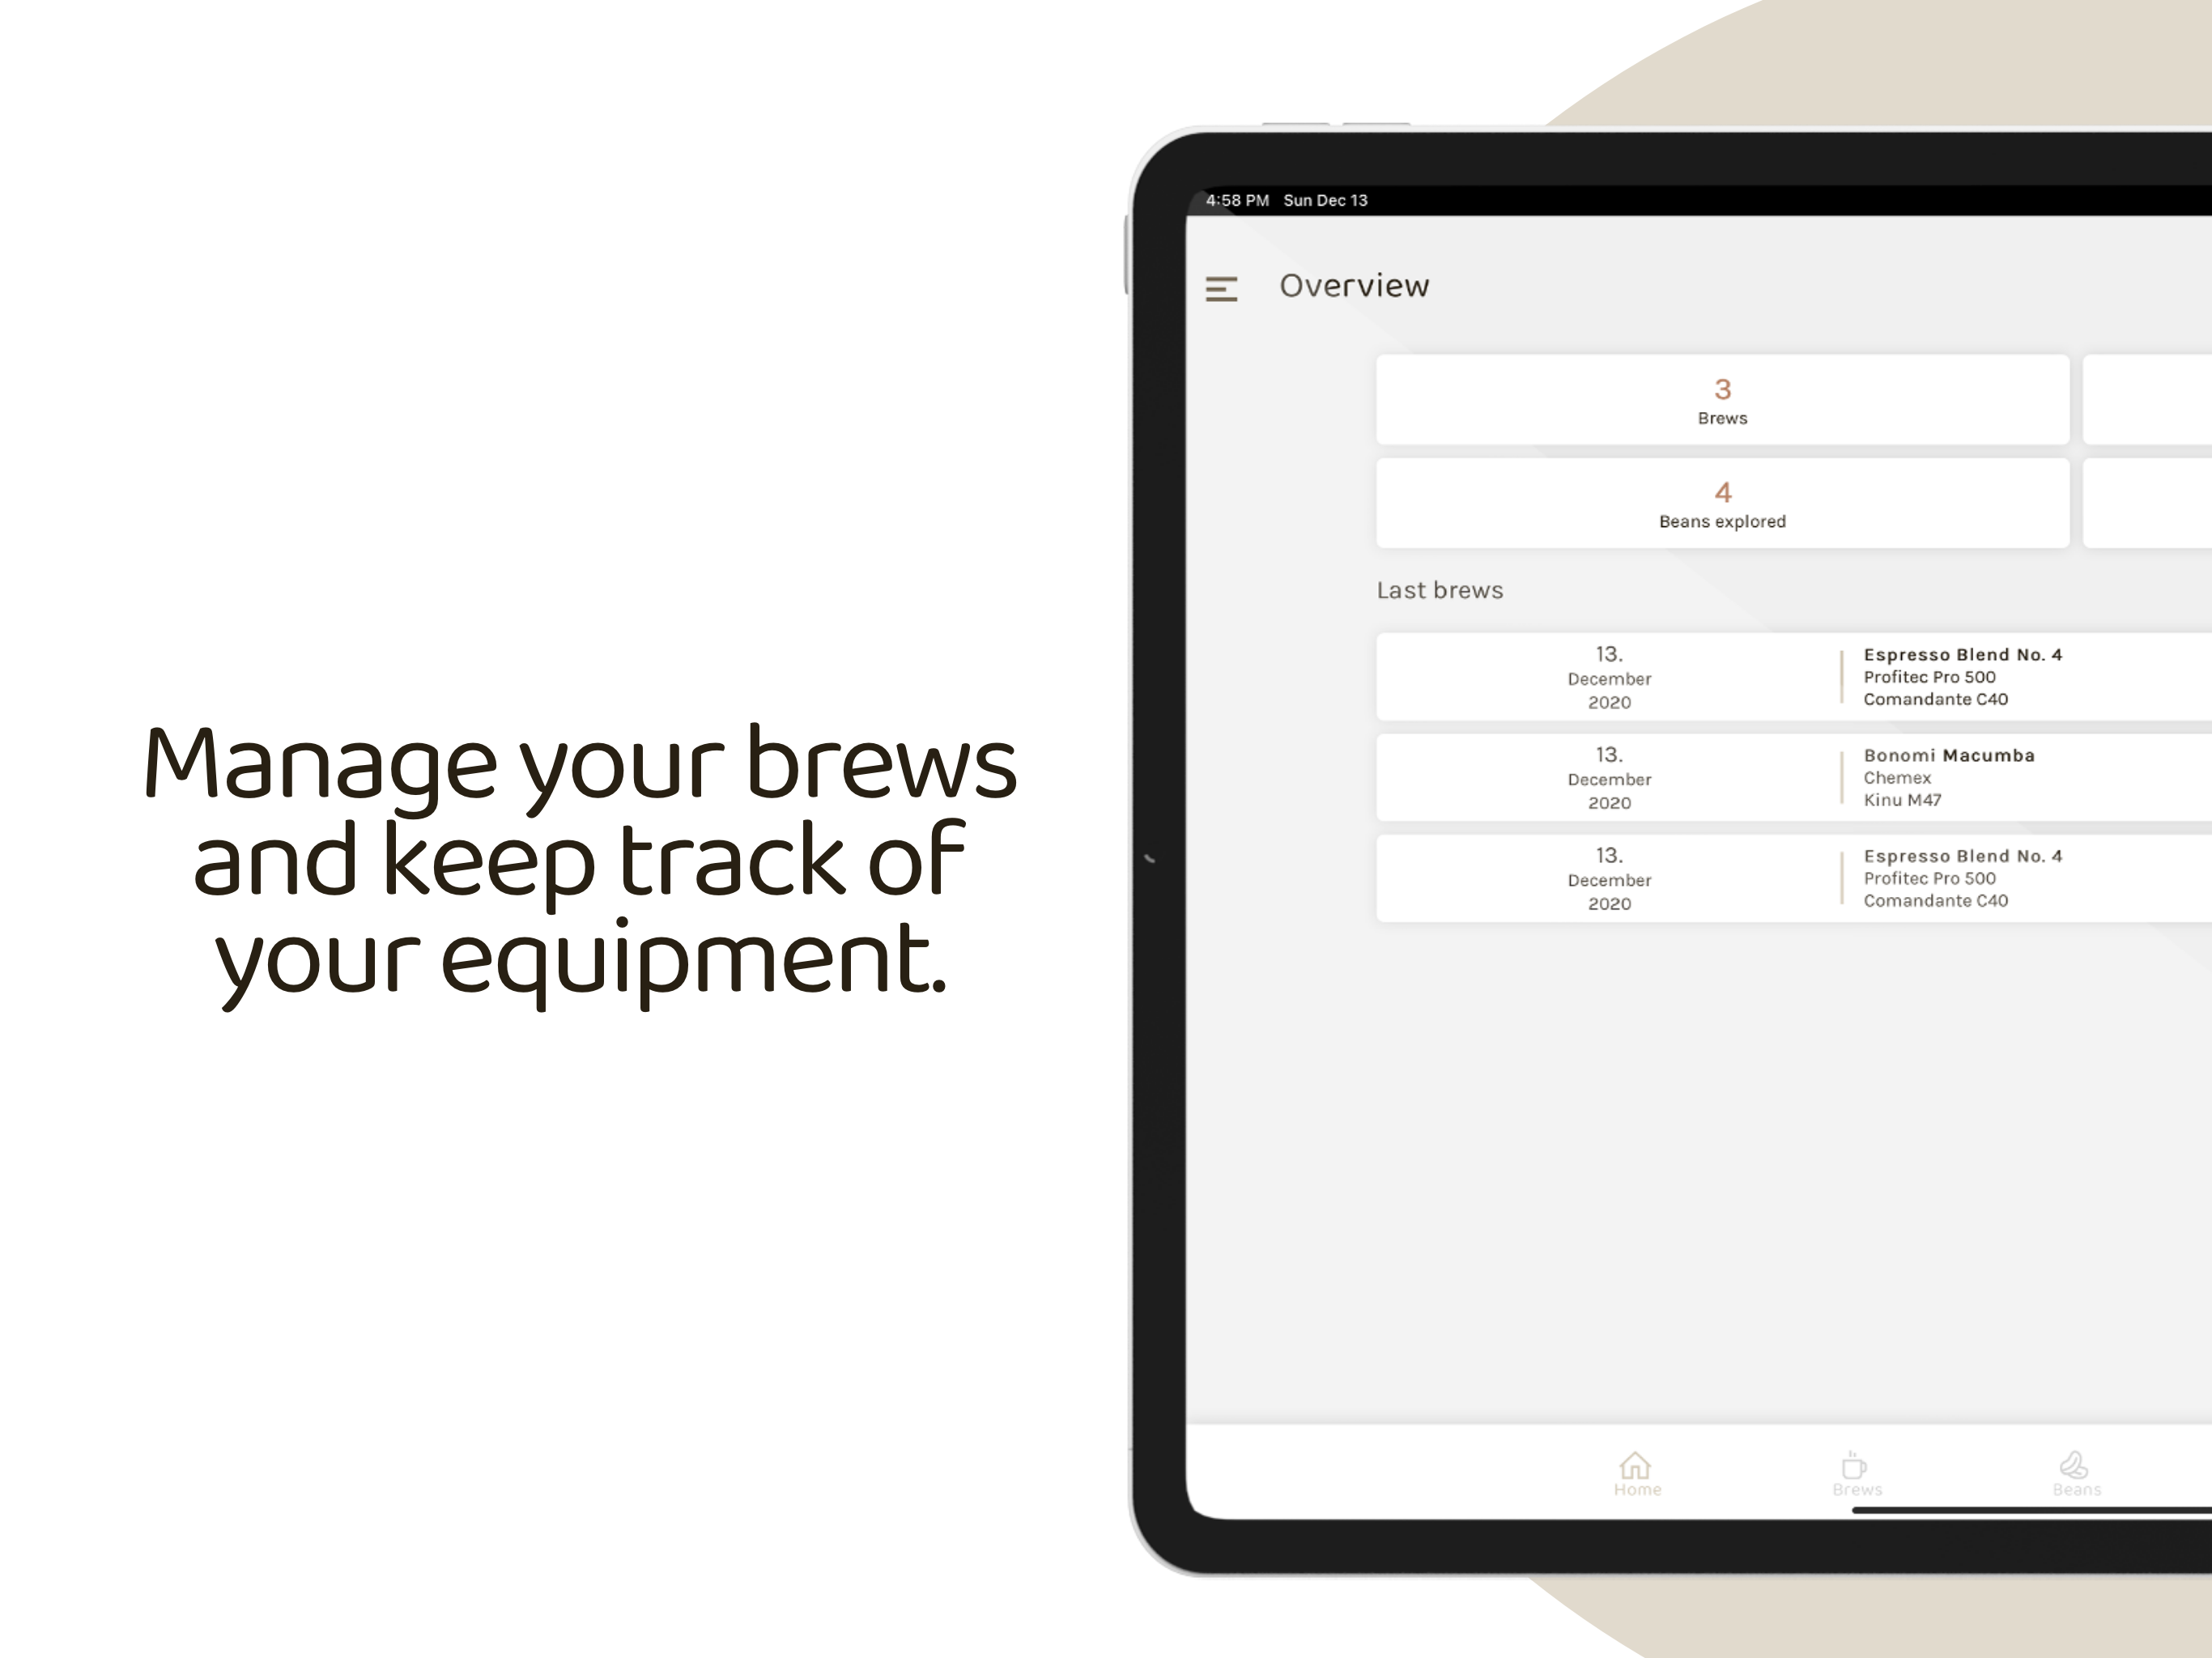 Manage your brews
and keep track of
your equipment.
4:58 PM Sun Dec 13
Overview
3
Brews
4
Beans explored
Last brews
13.
December
2020
Espresso Blend No. 4
Profitec Pro 500
Comandante C40
13.
December
2020
Bonomi Macumba
Chemex
Kinu M47
13.
December
2020
Espresso Blend No. 4
Profitec Pro 500
Comandante C40
Home
Brews
Beans